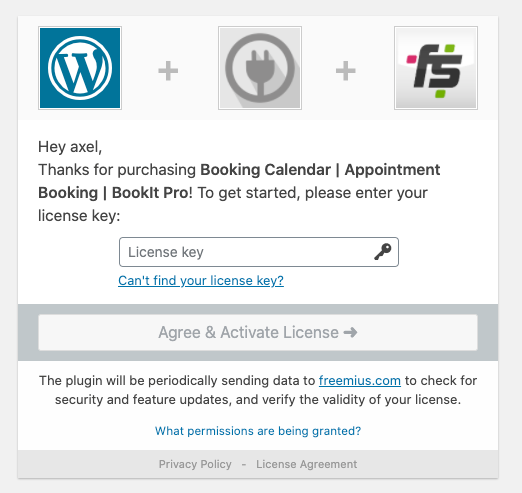 Hey axel,
Thanks for purchasing Booking Calendar | Appointment
Booking | BookIt Pro! To get started, please enter your
license key:
License key
Can't find your license key?
Agree & Activate License ➜
The plugin will be periodically sending data to freemius.com to check for
security and feature updates, and verify the validity of your license.
What permissions are being granted?
Privacy Policy - License Agreement